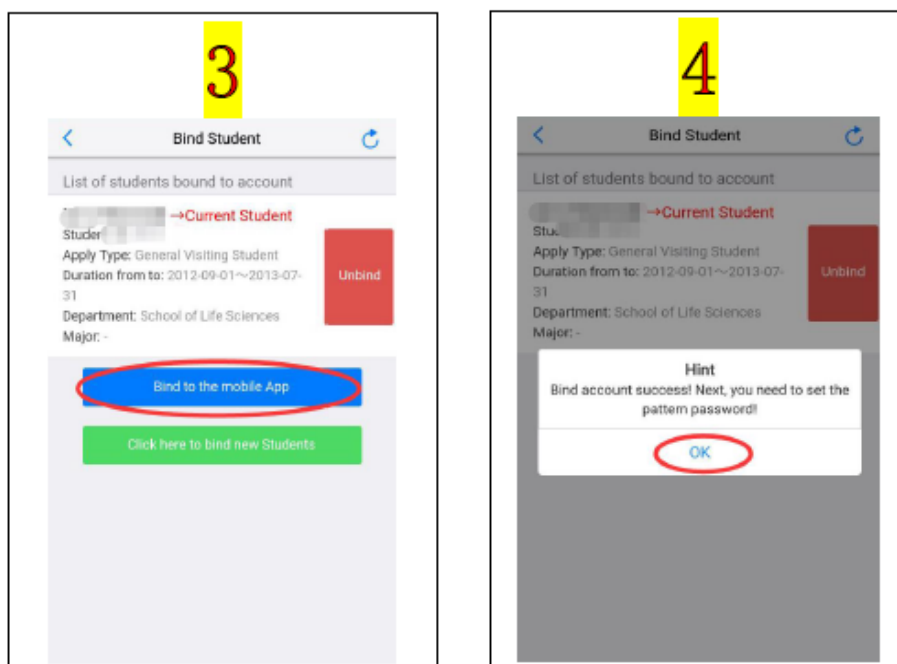 3
Bind Student
List of students bound to account
→Current Student
Apply Type: General Visiting Student
Duration from to: 2012-09-01~2013-07-
31
Unbind
Department: School of Life Sciences
Major: -
Bind to the mobile App
Click here to bind new Students
4
Bind Student
List of students bound to account
→Current Student
Apply Type: General Visiting Student
Duration from to: 2012-09-01~2013-07-
31
Unbind
Department: School of Life Sciences
Major: -
Hint
Bind account success! Next, you need to set the
pattern password!
OK